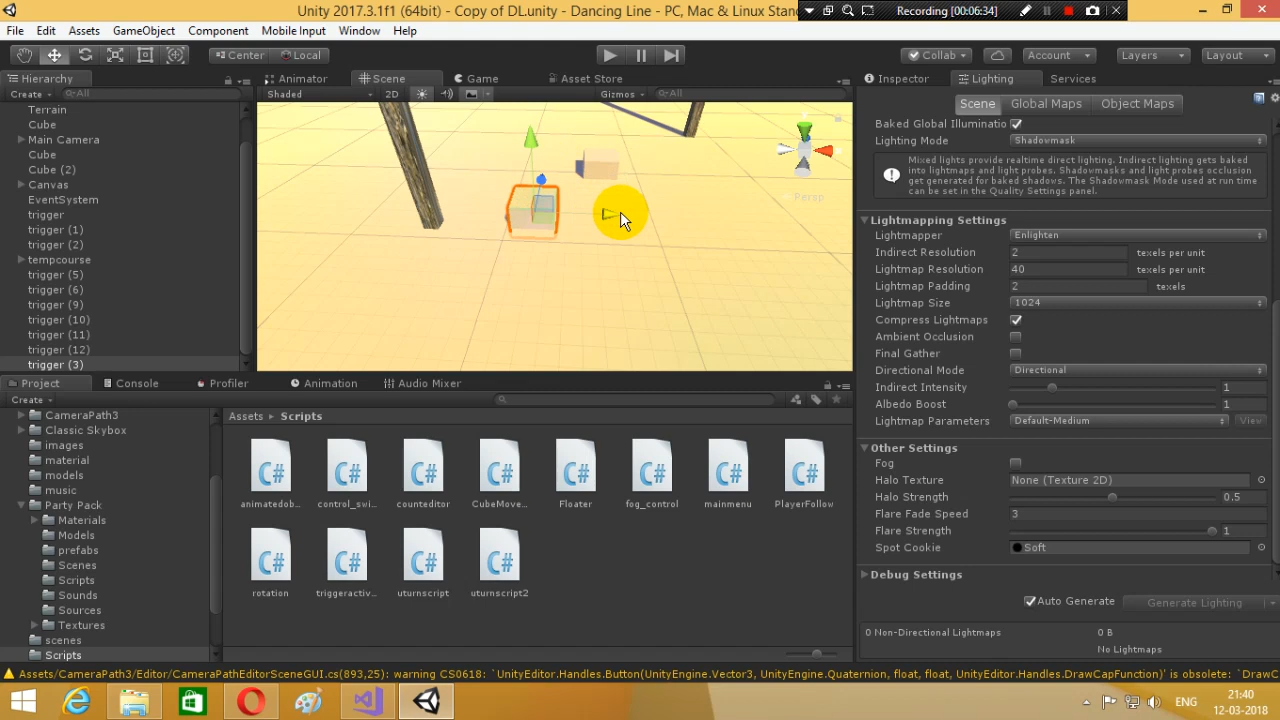 Unity 2017.3.1f1 (64bit) - Copy of DL.unity - Dancing Line - PC, Mac & Linux Stan
Recording [00:06:34]
File Edit Assets GameObject Component Mobile Input Window Help
Center Local Collab Account Layers Layout
Hierarchy
Animator Scene Game Asset Store
Inspector Lighting Services
Create All
Shaded 2D Gizmos All
Scene Global Maps Object Maps
Terrain
Cube
Main Camera
Cube
Cube (2)
Canvas
EventSystem
trigger
trigger (1)
trigger (2)
tempcourse
trigger (5)
trigger (6)
trigger (9)
trigger (10)
trigger (11)
trigger (12)
trigger (3)
Persp
Baked Global Illuminatio
Lighting Mode Shadowmask
Mixed lights provide realtime direct lighting. Indirect lighting gets baked
into lightmaps and light probes. Shadowmasks and light probes occlusion
get generated for baked shadows. The Shadowmask Mode used at run time
can be set in the Quality Settings panel.
Lightmapping Settings
Lightmapper Enlighten
Indirect Resolution 2 texels per unit
Lightmap Resolution 40 texels per unit
Lightmap Padding 2 texels
Lightmap Size 1024
Compress Lightmaps
Ambient Occlusion
Final Gather
Directional Mode Directional
Indirect Intensity 1
Albedo Boost 1
Lightmap Parameters Default-Medium View
Other Settings
Fog
Halo Texture None (Texture 2D)
Halo Strength 0.5
Flare Fade Speed 3
Flare Strength 1
Spot Cookie Soft
Debug Settings
Auto Generate Generate Lighting
0 Non-Directional Lightmaps 0 B
No Lightmaps
Project Console Profiler Animation Audio Mixer
Create
CameraPath3
Classic Skybox
images
material
models
music
Party Pack
Materials
Models
prefabs
Scenes
Scripts
Sounds
Sources
Textures
scenes
Scripts
Assets Scripts
C# C# C# C# C# C# C# C#
animatedob... control_swi... counteditor CubeMove... Floater fog_control mainmenu PlayerFollow
C# C# C# C#
rotation triggeractiv... uturnscript uturnscript2
Assets/CameraPath3/Editor/CameraPathEditorSceneGUI.cs(893,25): warning CS0618: `UnityEditor.Handles.Button(UnityEngine.Vector3, UnityEngine.Quaternion, float, float, UnityEditor.Handles.DrawCapFunction)' is obsolete: `DrawC
ENG
21:40
12-03-2018